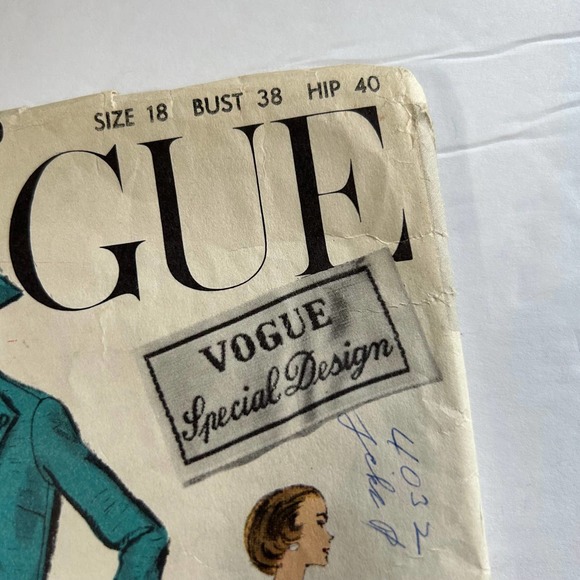 SIZE 18 BUST 38 HIP 40
GUE
VOGUE
Special Design
4032